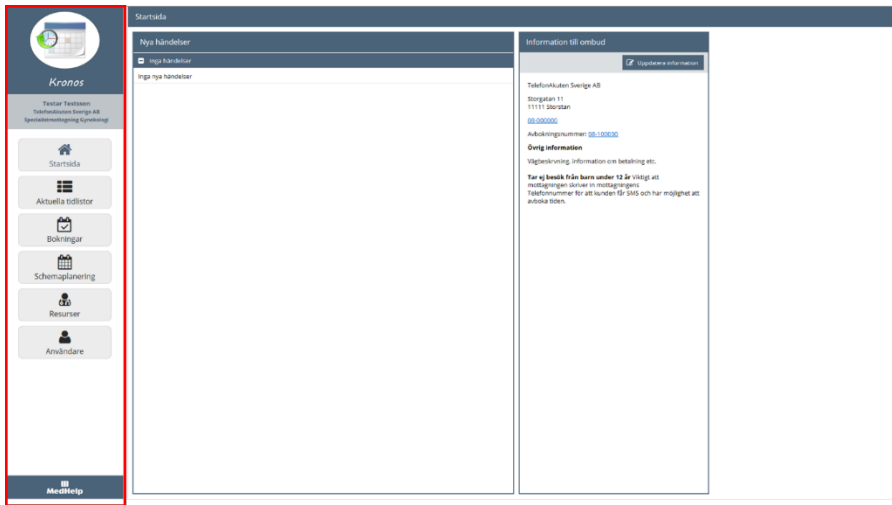 Kronos
Testar Testsson
TelefonAkuten Sverige AB
Specialistmottagning Gynekologi
Startsida
Aktuella tidlistor
Bokningar
Schemaplanering
Resurser
Användare
MedHelp
Startsida
Nya händelser
Inga händelser
Inga nya händelser
Information till ombud
Uppdatera information
TelefonAkuten Sverige AB
Storgatan 11
11111 Storstan
08-000000
Avbokningsnummer: 08-100030
Övrig information
Vägbeskrvning, information om betalning etc.
Tar ej besök från barn under 12 år Viktigt att
mottagningen skriver in mottagningens
Telefonnummer för att kunden får SMS och har möjlighet att
avboka tiden.